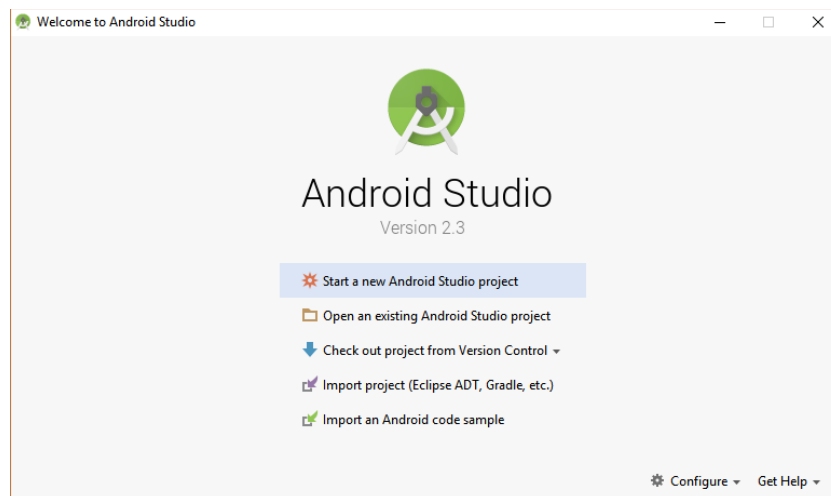 Welcome to Android Studio
Android Studio
Version 2.3
Start a new Android Studio project
Open an existing Android Studio project
Check out project from Version Control
Import project (Eclipse ADT, Gradle, etc.)
Import an Android code sample
Configure Get Help